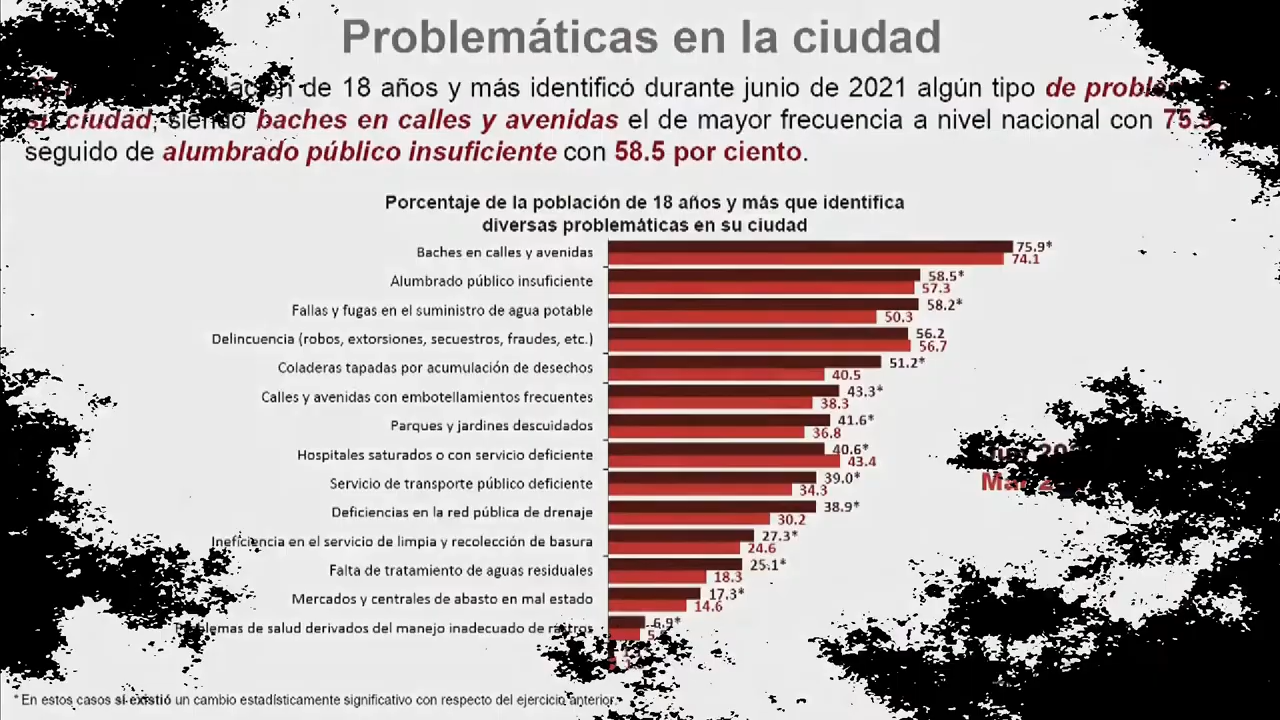 Problemáticas en la ciudad
de 18 años y más identificó durante junio de 2021 algún tipo de
su ciudad, siendo baches en calles y avenidas el de mayor frecuencia a nivel nacional con
seguido de alumbrado público insuficiente con 58.5 por ciento.
Porcentaje de la población de 18 años y más que identifica
diversas problemáticas en su ciudad
Baches en calles y avenidas 75.9*
74.1
Alumbrado público insuficiente 58.5*
57.3
Fallas y fugas en el suministro de agua potable 58.2*
50.3
Delincuencia (robos, extorsiones, secuestros, fraudes, etc.) 56.2
56.7
Coladeras tapadas por acumulación de desechos 51.2*
40.5
Calles y avenidas con embotellamientos frecuentes 43.3*
38.3
Parques y jardines descuidados 41.6*
36.8
Hospitales saturados o con servicio deficiente 40.6*
43.4
Servicio de transporte público deficiente 39.0*
34.3
Deficiencias en la red pública de drenaje 38.9*
30.2
Ineficiencia en el servicio de limpia y recolección de basura 27.3*
24.6
Falta de tratamiento de aguas residuales 25.1*
18.3
Mercados y centrales de abasto en mal estado 17.3*
14.6
de salud derivados del manejo inadecuado de rastros 6.9*
* En estos casos sí existió un cambio estadísticamente significativo con respecto del ejercicio anterior.